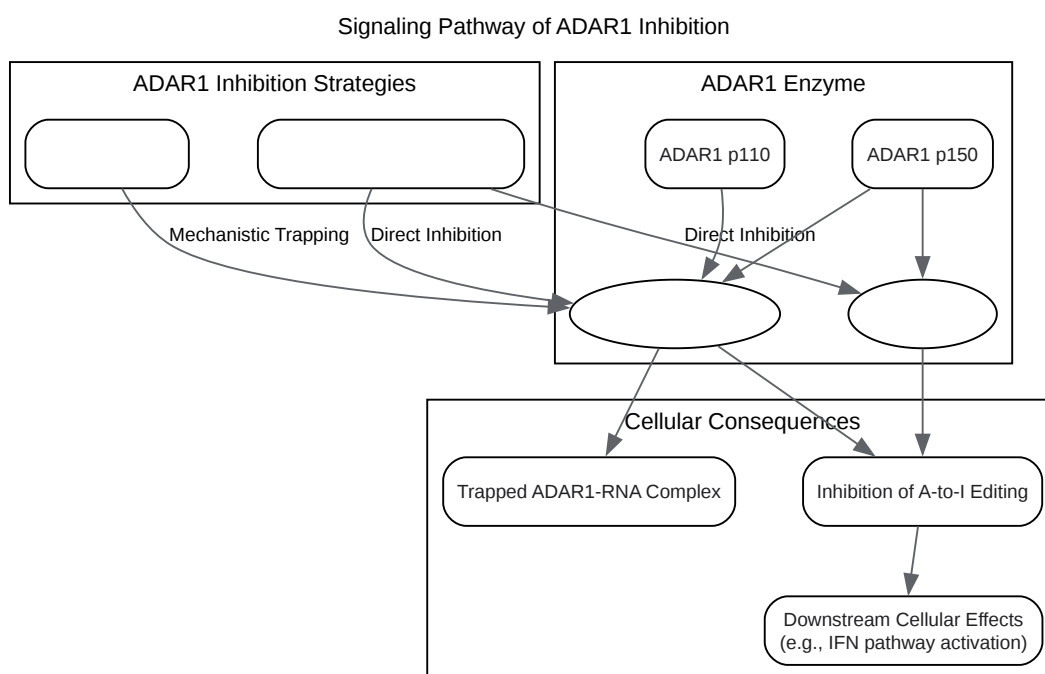 Signaling Pathway of ADAR1 Inhibition
ADAR1 Inhibition Strategies
ADAR1 Enzyme
ADAR1 p110
ADAR1 p150
Mechanistic Trapping
Direct Inhibition
Direct Inhibition
Cellular Consequences
Trapped ADAR1-RNA Complex
Inhibition of A-to-I Editing
Downstream Cellular Effects
(e.g., IFN pathway activation)